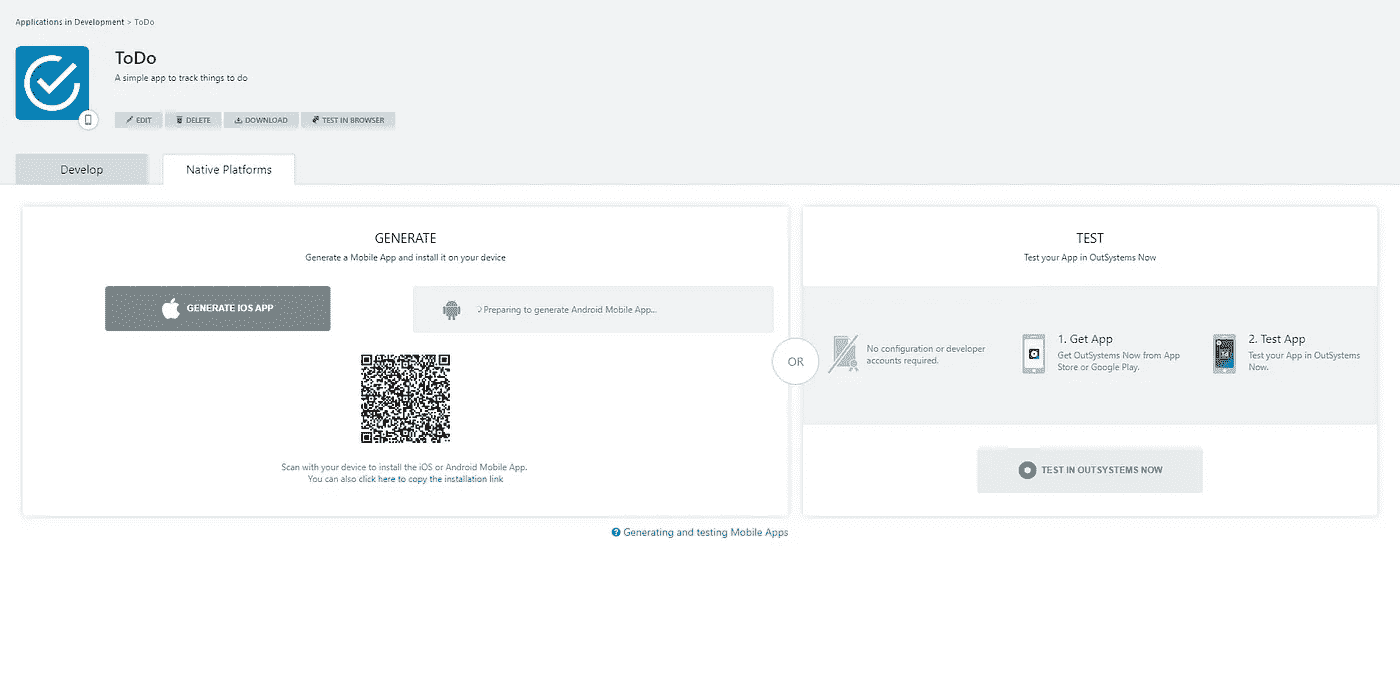 Applications in Development > ToDo
ToDo
A simple app to track things to do
EDIT
DELETE
DOWNLOAD
TEST IN BROWSER
Develop
Native Platforms
GENERATE
Generate a Mobile App and install it on your device
GENERATE IOS APP
Preparing to generate Android Mobile App...
Scan with your device to install the iOS or Android Mobile App.
You can also click here to copy the installation link
OR
TEST
Test your App in OutSystems Now
No configuration or developer
accounts required.
1. Get App
Get OutSystems Now from App
Store or Google Play.
2. Test App
Test your App in OutSystems
Now.
TEST IN OUTSYSTEMS NOW
Generating and testing Mobile Apps